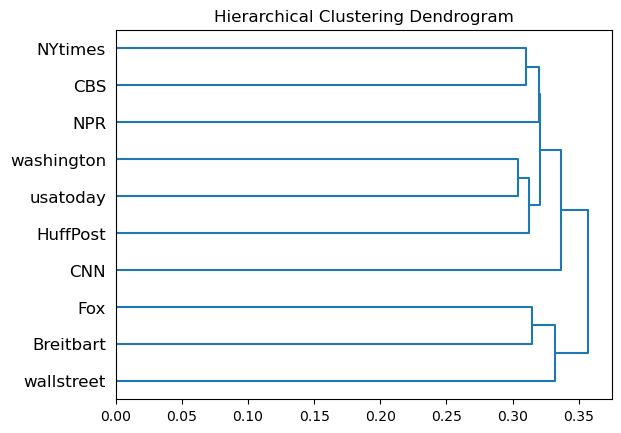 Hierarchical Clustering Dendrogram
NYtimes
CBS
NPR
washington
usatoday
HuffPost
CNN
Fox
Breitbart
wallstreet
0.00 0.05 0.10 0.15 0.20 0.25 0.30 0.35